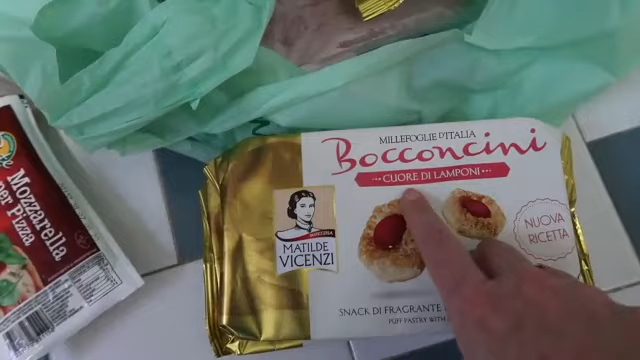 MILLEFOGLIE D'ITALIA
Bocconcini
CUORE DI LAMPONI
MATILDE
VICENZI
NUOVA
RICETTA
SNACK DI FRAGRANTE
PUFF PASTRY WITH
Mozzarella
per Pizza